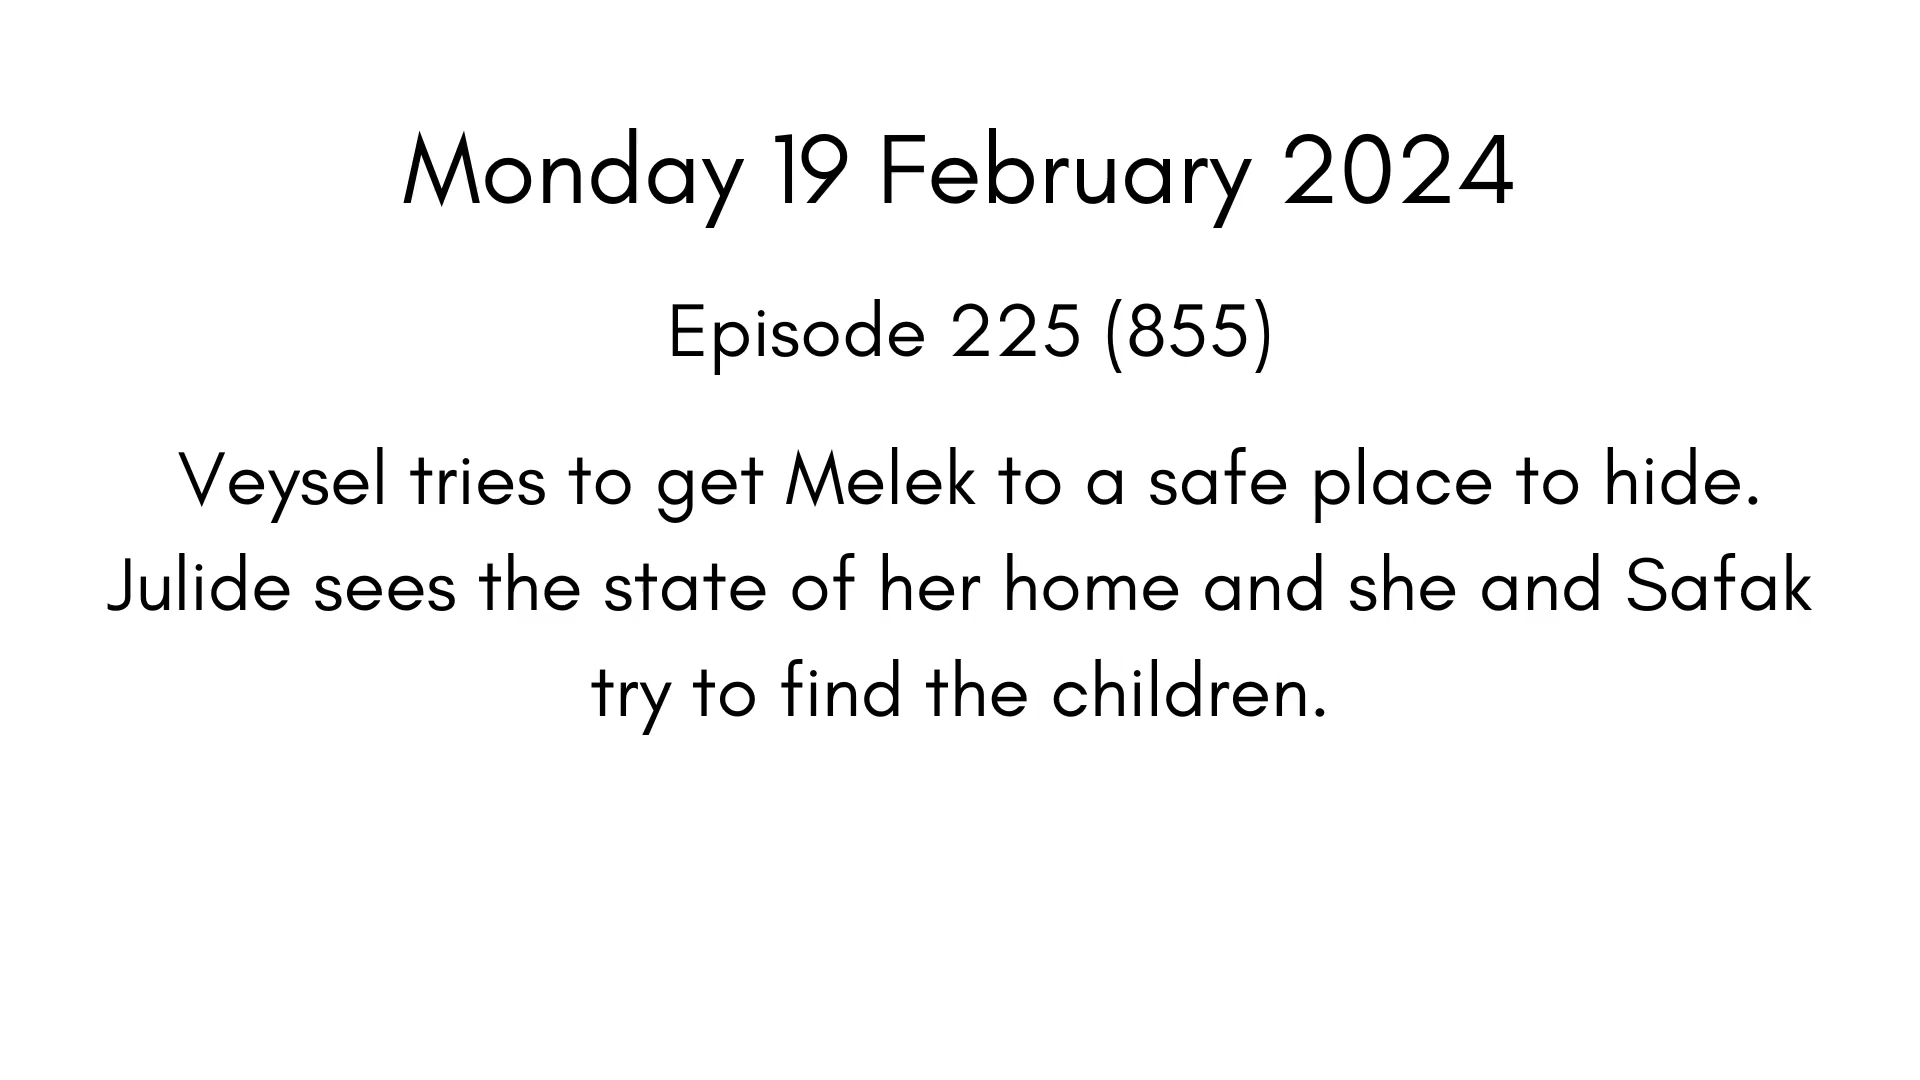 Monday 19 February 2024
Episode 225 (855)
Veysel tries to get Melek to a safe place to hide.
Julide sees the state of her home and she and Safak
try to find the children.